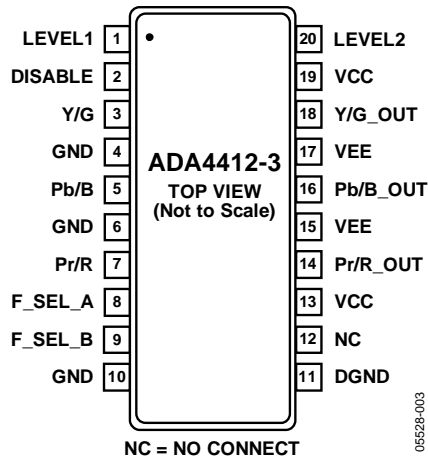 LEVEL1 1 20 LEVEL2
DISABLE 2 19 VCC
Y/G 3 18 Y/G_OUT
GND 4 17 VEE
ADA4412-3
TOP VIEW
(Not to Scale)
Pb/B 5 16 Pb/B_OUT
GND 6 15 VEE
Pr/R 7 14 Pr/R_OUT
F_SEL_A 8 13 VCC
F_SEL_B 9 12 NC
GND 10 11 DGND
NC = NO CONNECT
05528-003